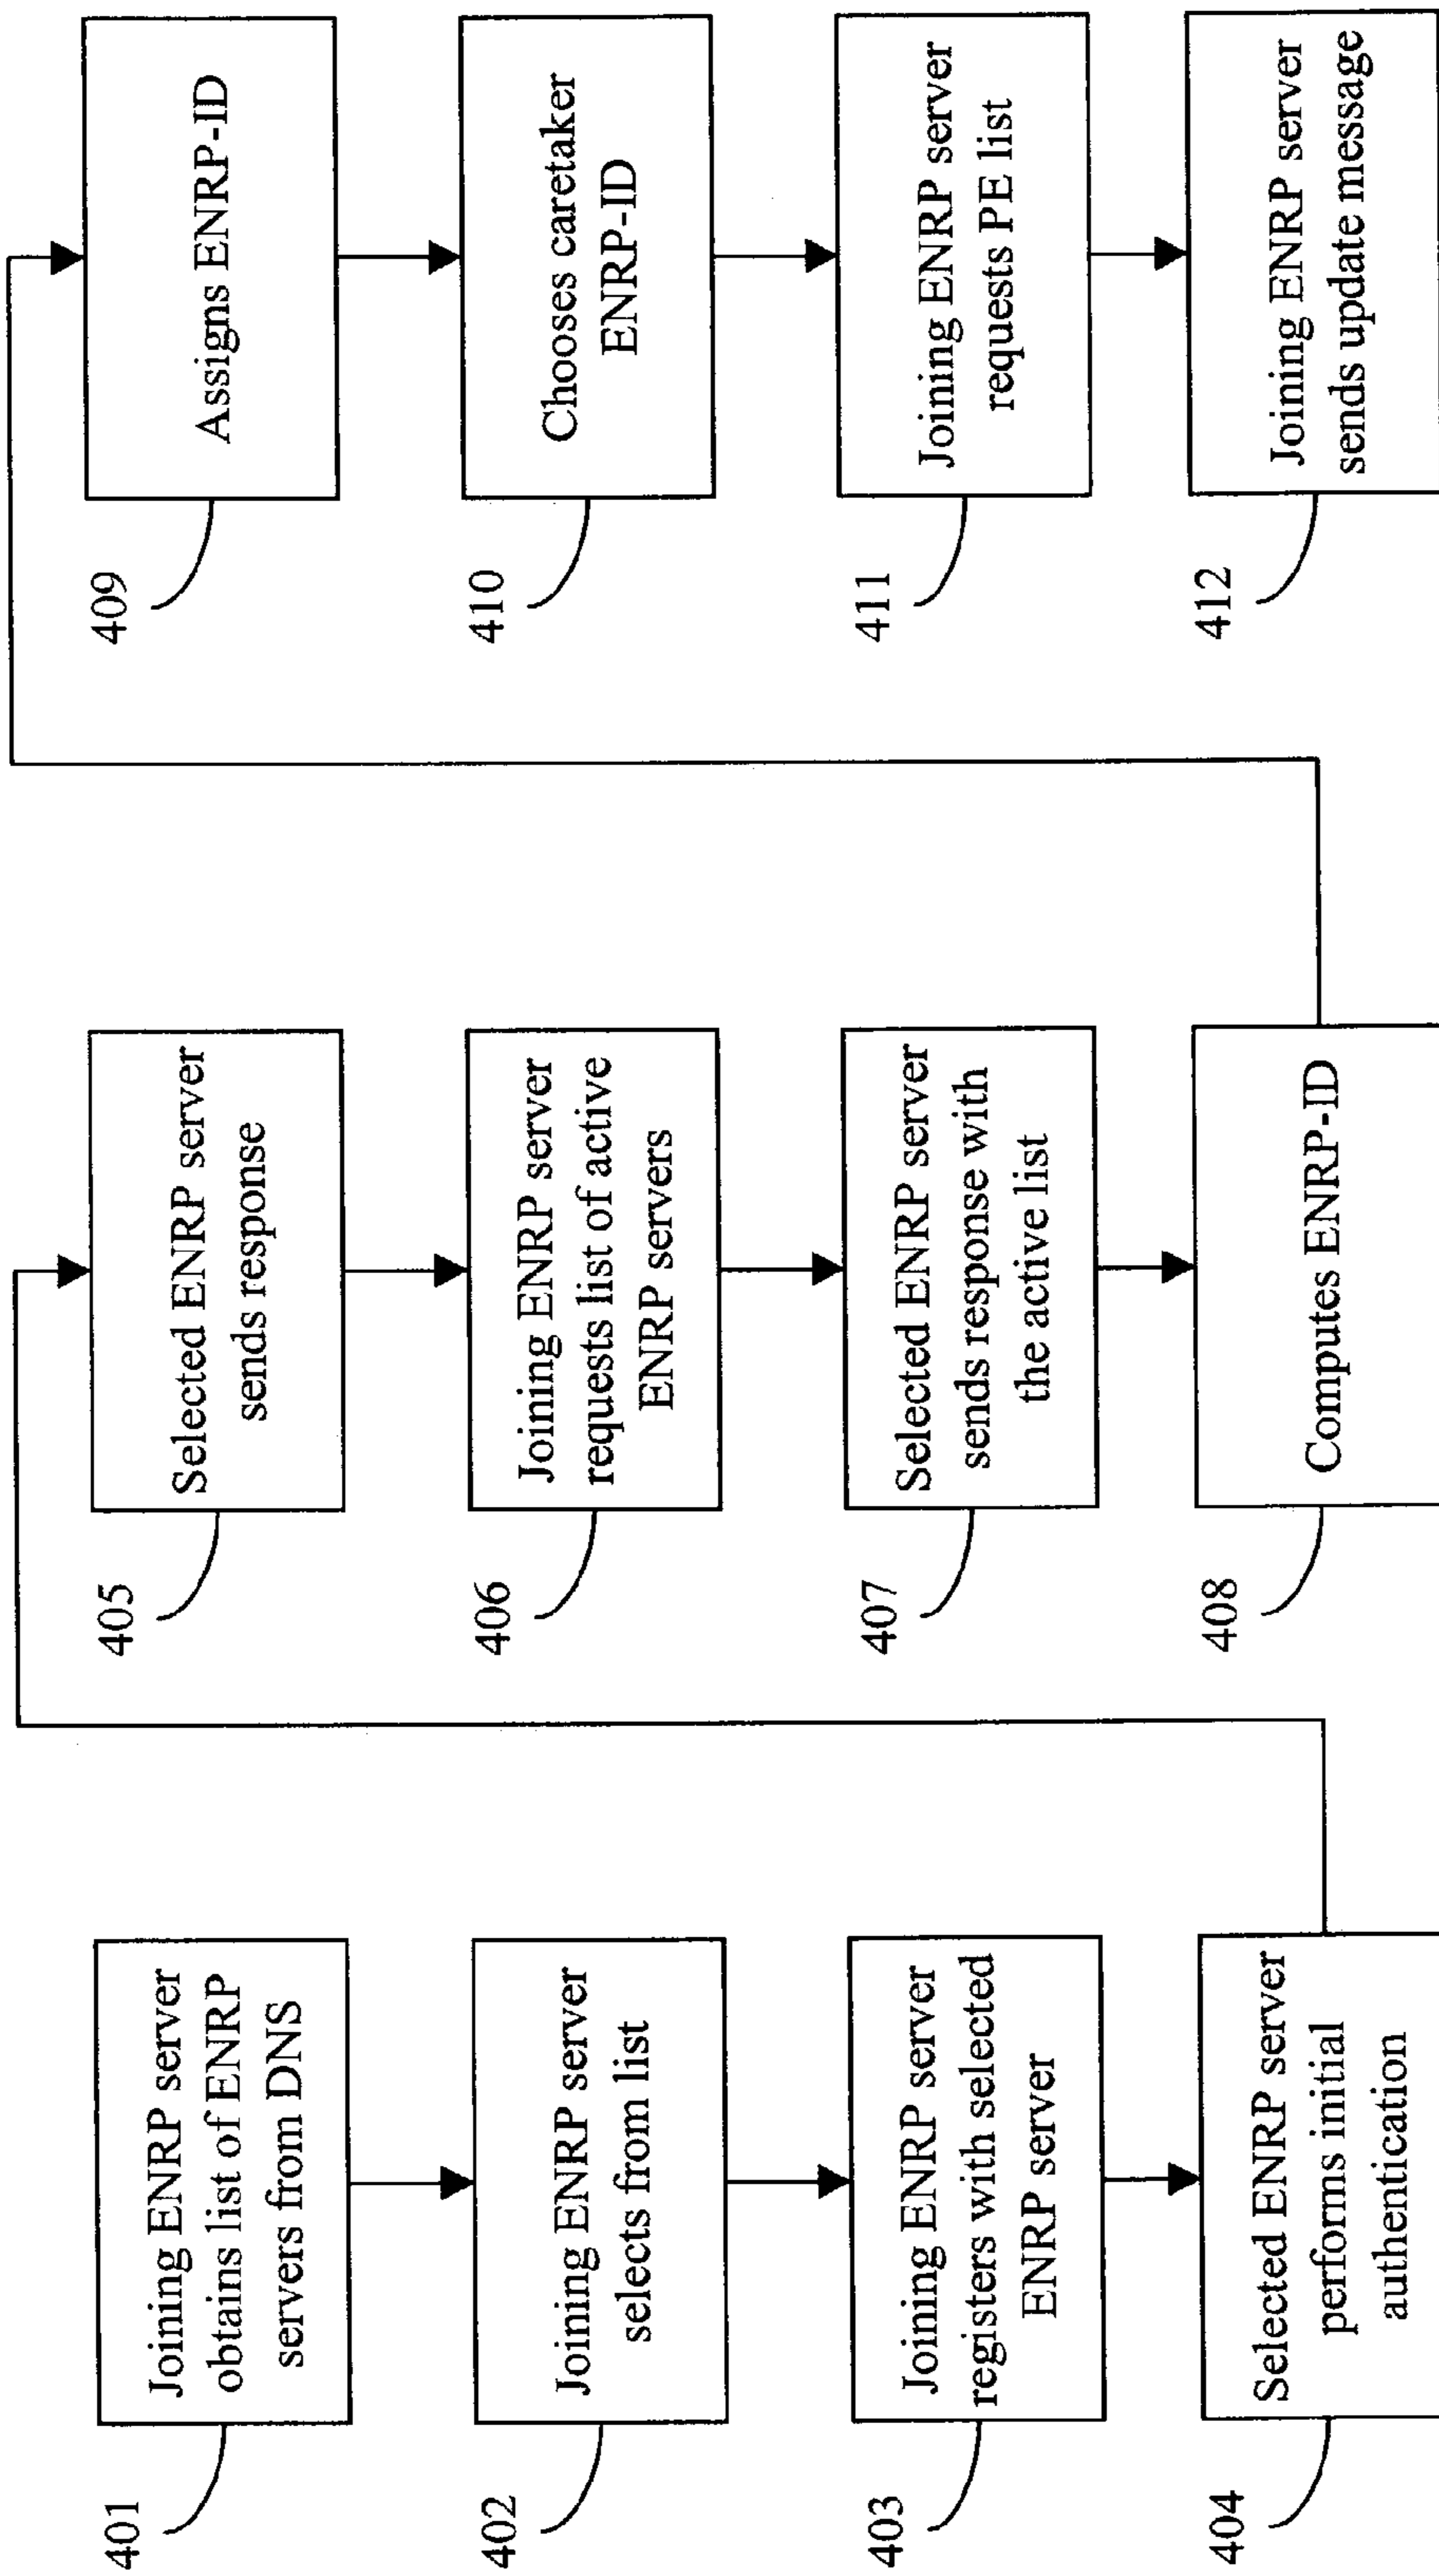 401
Joining ENRP server
obtains list of ENRP
servers from DNS
402
Joining ENRP server
selects from list
403
Joining ENRP server
registers with selected
ENRP server
404
Selected ENRP server
performs initial
authentication
405
Selected ENRP server
sends response
406
Joining ENRP server
requests list of active
ENRP servers
407
Selected ENRP server
sends response with
the active list
408
Computes ENRP-ID
409
Assigns ENRP-ID
410
Chooses caretaker
ENRP-ID
411
Joining ENRP server
requests PE list
412
Joining ENRP server
sends update message